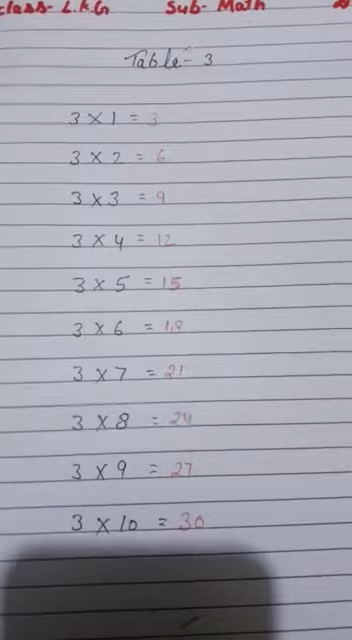 class- L.K.G Sub- Math
Table- 3
3 × 1 = 3
3 × 2 = 6
3 × 3 = 9
3 × 4 = 12
3 × 5 = 15
3 × 6 = 18
3 × 7 = 21
3 × 8 = 24
3 × 9 = 27
3 × 10 = 30